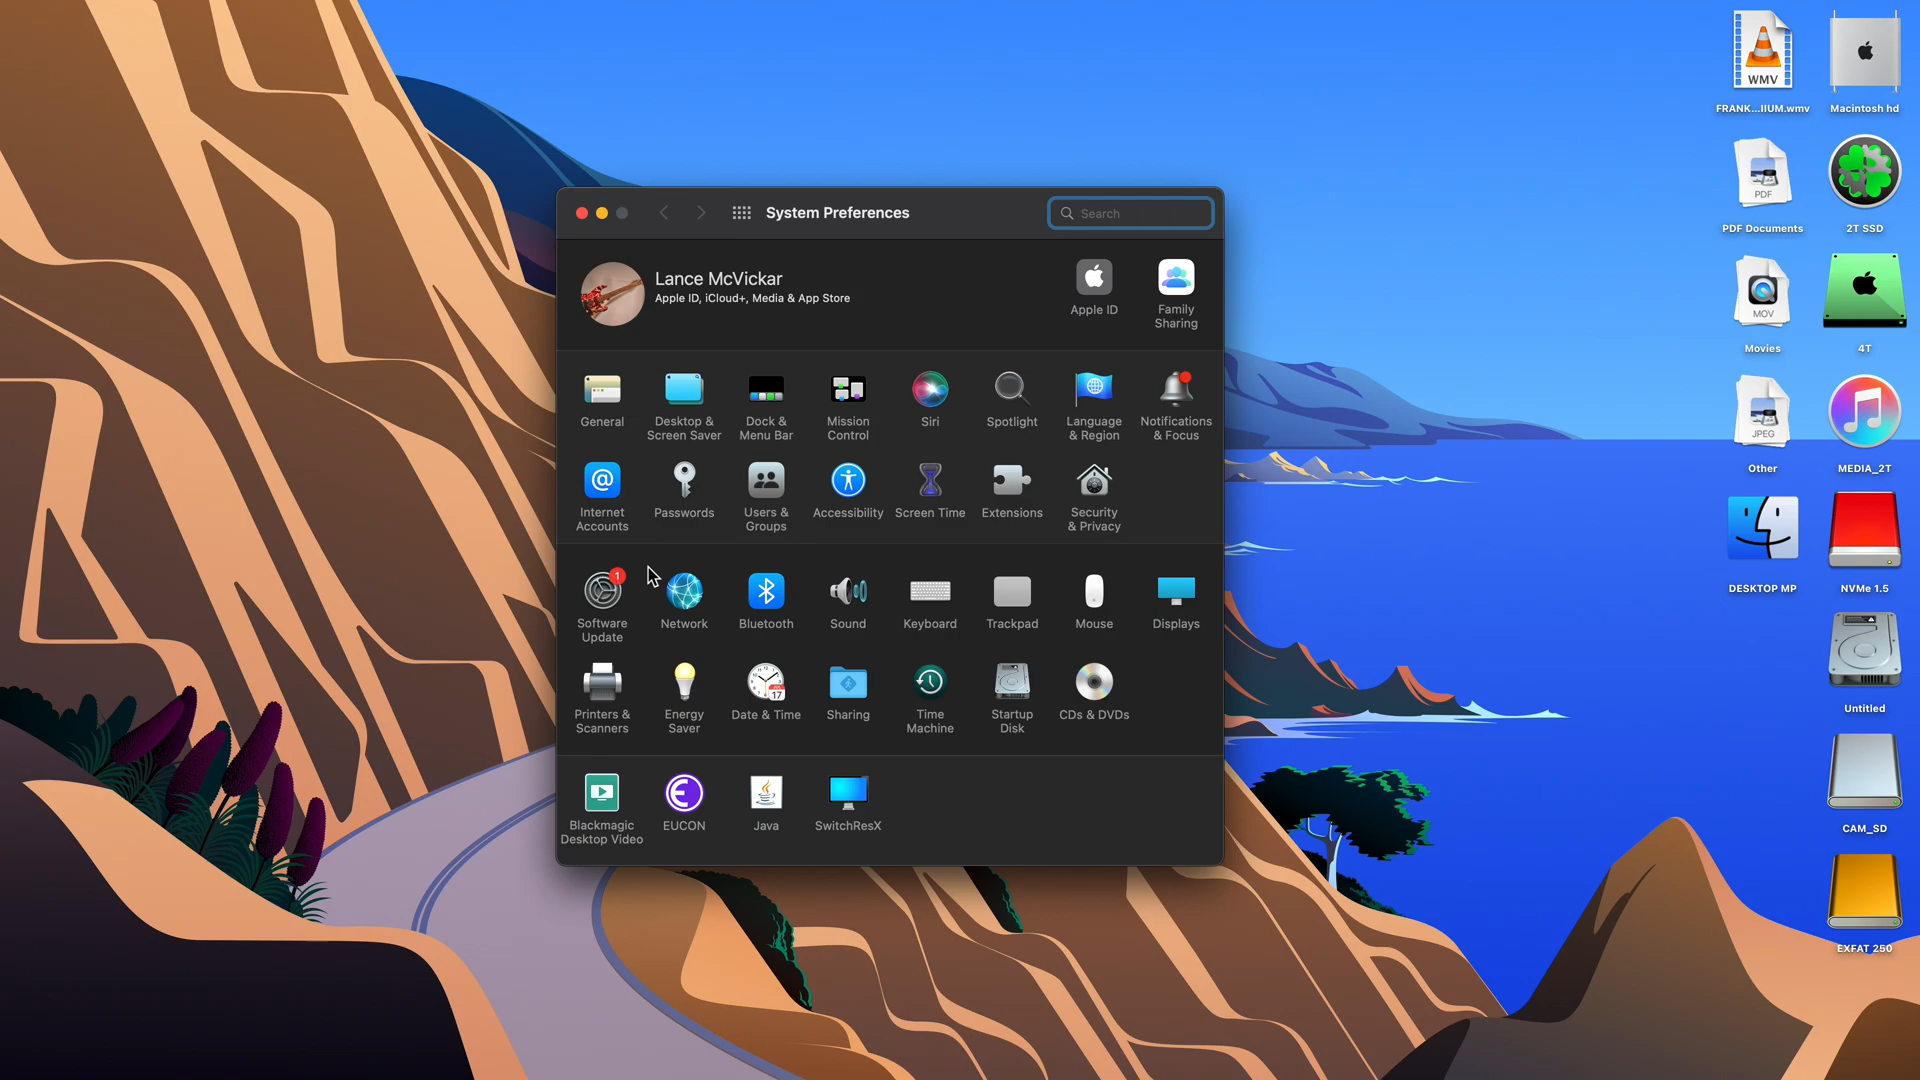 System Preferences
Search
Lance McVickar
Apple ID, iCloud+, Media & App Store
Apple ID
Family
Sharing
General
Desktop &
Screen Saver
Dock &
Menu Bar
Mission
Control
Siri
Spotlight
Language
& Region
Notifications
& Focus
Internet
Accounts
Passwords
Users &
Groups
Accessibility
Screen Time
Extensions
Security
& Privacy
1
Software
Update
Network
Bluetooth
Sound
Keyboard
Trackpad
Mouse
Displays
Printers &
Scanners
Energy
Saver
JUL
17
Date & Time
Sharing
Time
Machine
Startup
Disk
CDs & DVDs
Blackmagic
Desktop Video
EUCON
Java
SwitchResX
WMV
FRANK...IIUM.wmv
Macintosh hd
PDF
PDF Documents
2T SSD
MOV
Movies
4T
JPEG
Other
MEDIA_2T
DESKTOP MP
NVMe 1.5
Untitled
CAM_SD
EXFAT 250